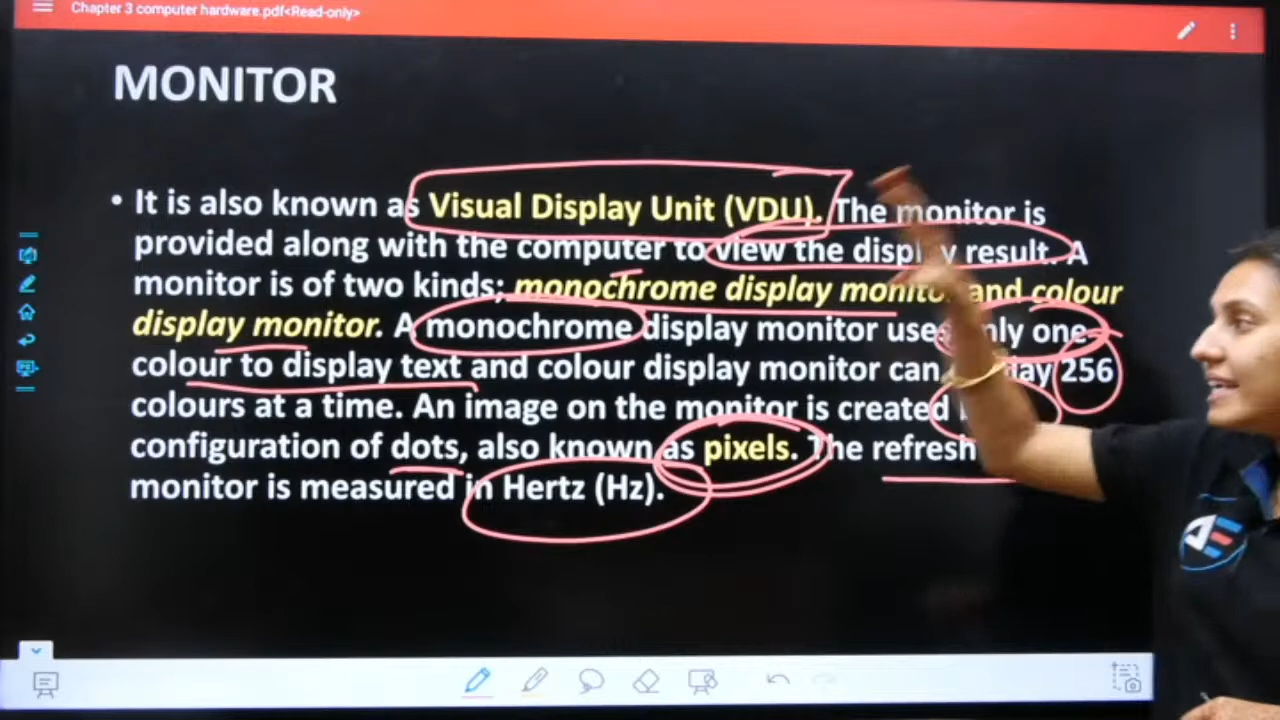 Chapter 3 computer hardware.pdf<Read-only>
MONITOR
• It is also known as Visual Display Unit (VDU). The monitor is
provided along with the computer to view the display result. A
monitor is of two kinds; monochrome display monitor and colour
display monitor. A monochrome display monitor uses only one
colour to display text and colour display monitor can 256
colours at a time. An image on the monitor is created
configuration of dots, also known as pixels. The refresh
monitor is measured in Hertz (Hz).